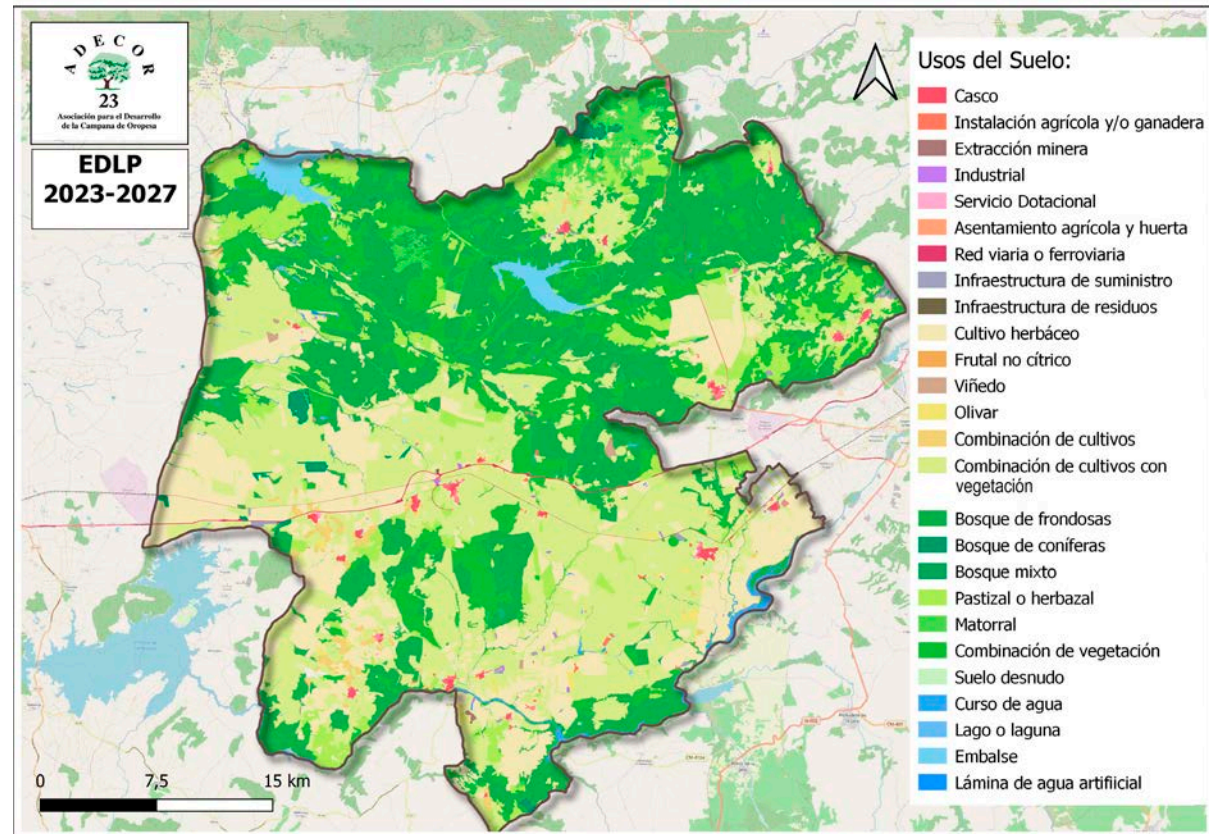 ADECOR
23
Asociación para el Desarrollo
de la Campana de Oropesa
EDLP
2023-2027
Usos del Suelo:
Casco
Instalación agrícola y/o ganadera
Extracción minera
Industrial
Servicio Dotacional
Asentamiento agrícola y huerta
Red viaria o ferroviaria
Infraestructura de suministro
Infraestructura de residuos
Cultivo herbáceo
Frutal no cítrico
Viñedo
Olivar
Combinación de cultivos
Combinación de cultivos con
vegetación
Bosque de frondosas
Bosque de coníferas
Bosque mixto
Pastizal o herbazal
Matorral
Combinación de vegetación
Suelo desnudo
Curso de agua
Lago o laguna
Embalse
Lámina de agua artifiicial
0 7,5 15 km